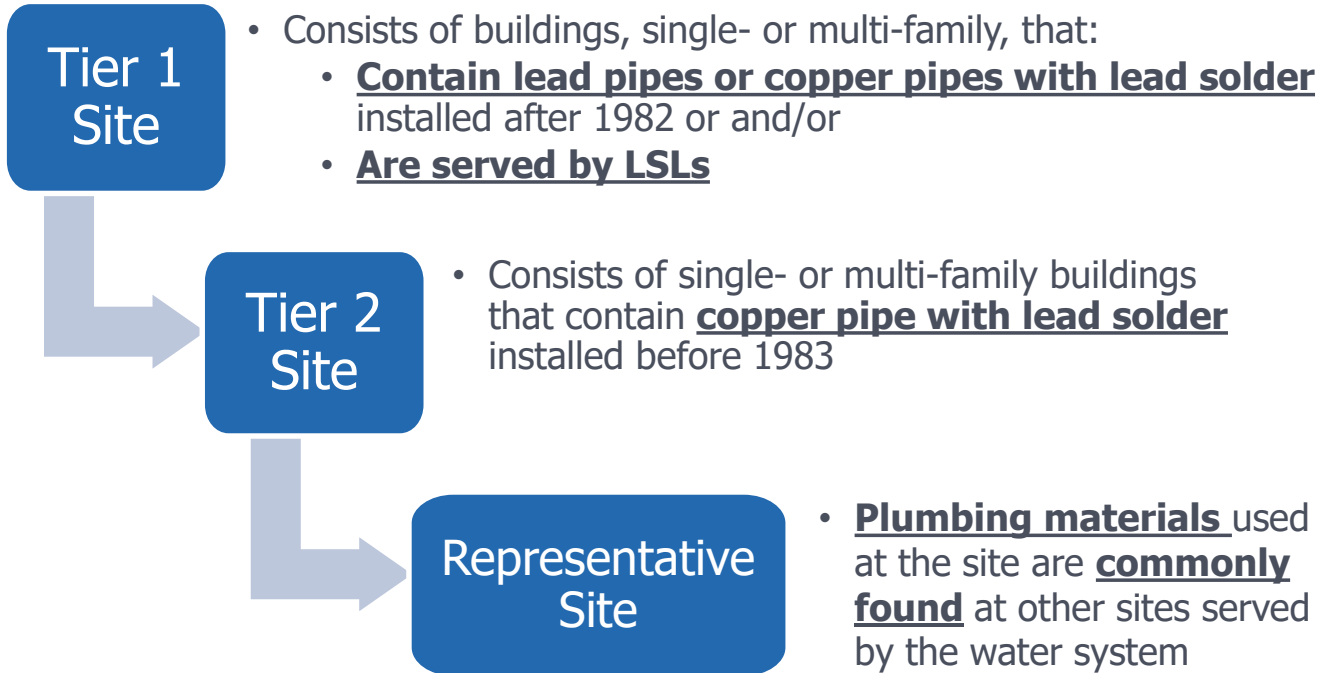 Tier 1
Site
• Consists of buildings, single- or multi-family, that:
• Contain lead pipes or copper pipes with lead solder
installed after 1982 or and/or
• Are served by LSLs
Tier 2
Site
• Consists of single- or multi-family buildings
that contain copper pipe with lead solder
installed before 1983
Representative
Site
• Plumbing materials used
at the site are commonly
found at other sites served
by the water system